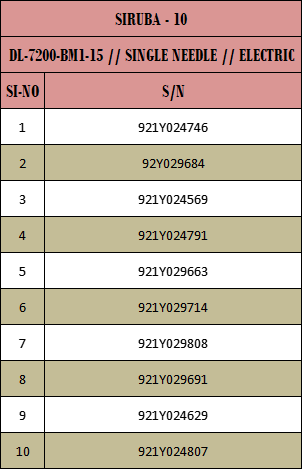 SIRUBA - 10
DL-7200-BM1-15 // SINGLE NEEDLE // ELECTRIC
SI-NO S/N
1 921Y024746
2 92Y029684
3 921Y024569
4 921Y024791
5 921Y029663
6 921Y029714
7 921Y029808
8 921Y029691
9 921Y024629
10 921Y024807